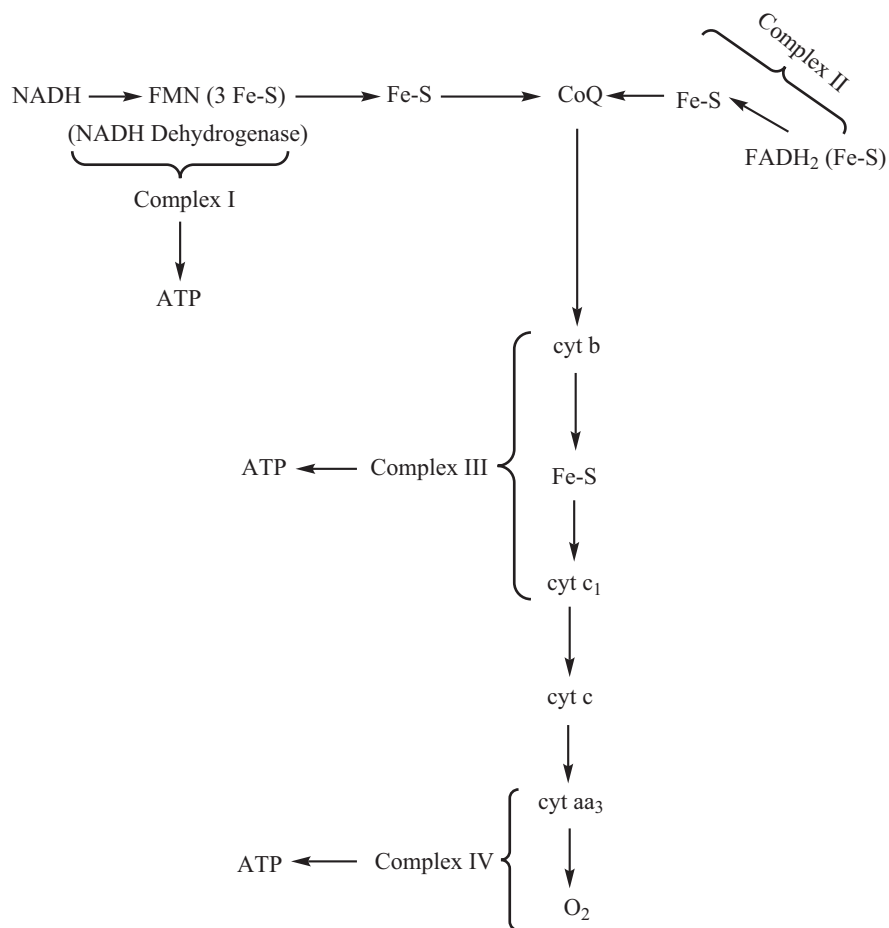 Complex II
NADH FMN (3 Fe-S) Fe-S CoQ Fe-S
(NADH Dehydrogenase)
FADH₂ (Fe-S)
Complex I
ATP
cyt b
ATP Complex III
Fe-S
cyt c₁
cyt c
cyt aa₃
ATP Complex IV
O₂